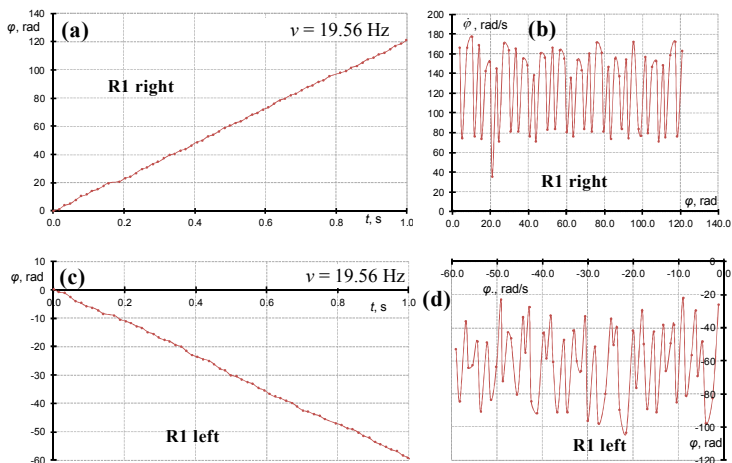 φ, rad
(a)
ν = 19.56 Hz
R1 right
140
120
100
80
60
40
20
0
0.0 0.2 0.4 0.6 0.8 1.0
t, s
φ̇, rad/s
(b)
R1 right
200
180
160
140
120
100
80
60
40
20
0
0.0 20.0 40.0 60.0 80.0 100.0 120.0 140.0
φ, rad
φ, rad
(c)
ν = 19.56 Hz
10
0
-10
-20
-30
-40
-50
-60
0.0 0.2 0.4 0.6 0.8 1.0
t, s
R1 left
-60.0 -50.0 -40.0 -30.0 -20.0 -10.0 0.0
φ., rad/s
(d)
0
-20
-40
-60
-80
-100
-120
R1 left
φ, rad